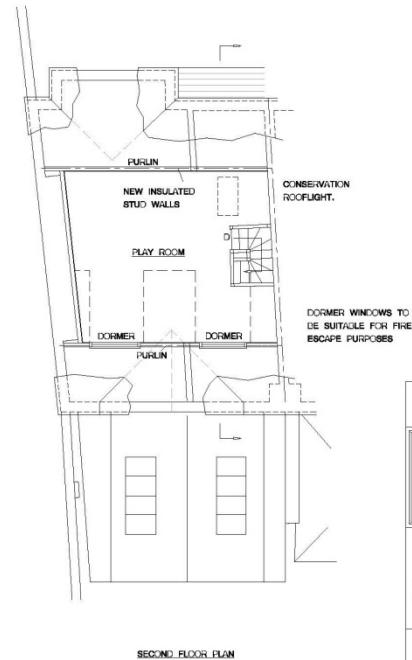 PURLIN
NEW INSULATED
STUD WALLS
CONSERVATION
ROOFLIGHT.
D
PLAY ROOM
DORMER WINDOWS TO
BE SUITABLE FOR FIRE
ESCAPE PURPOSES
DORMER
DORMER
PURLIN
SECOND FLOOR PLAN